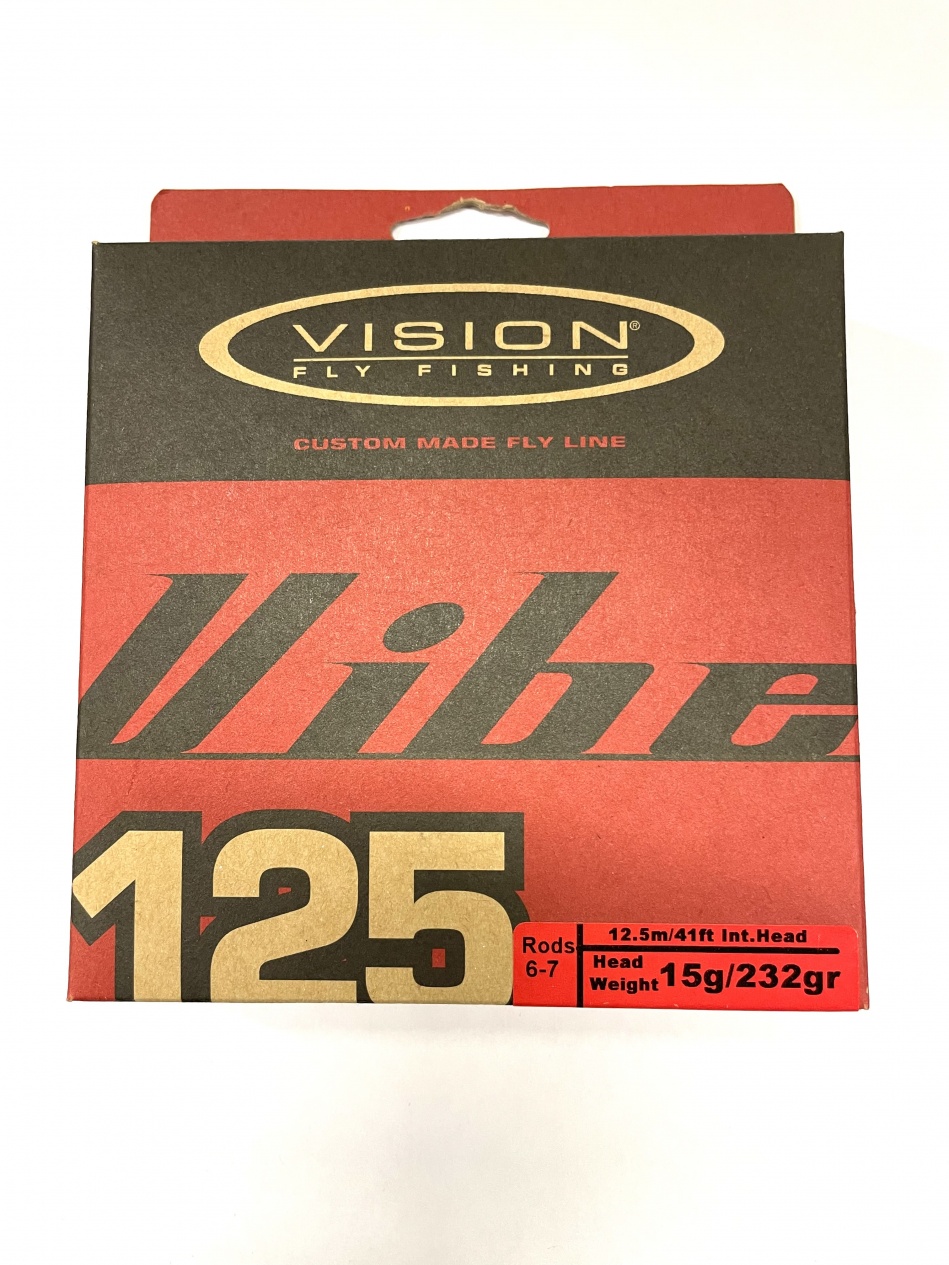 VISION®
FLY FISHING
CUSTOM MADE FLY LINE
Vibe
125
Rods
6-7
12.5m/41ft Int.Head
Head
Weight 15g/232gr